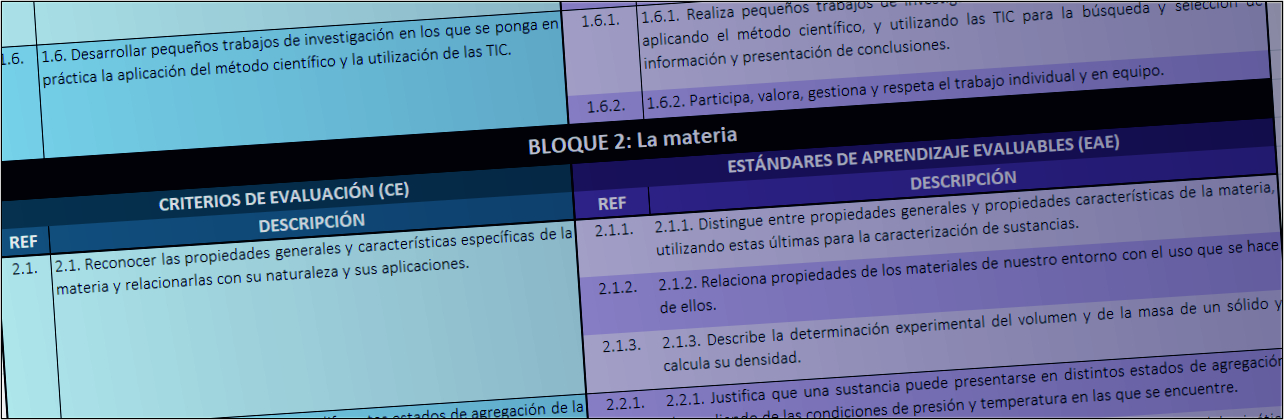 1.6. 1.6. Desarrollar pequeños trabajos de investigación en los que se ponga en
práctica la aplicación del método científico y la utilización de las TIC.
1.6.1. 1.6.1. Realiza pequeños trabajos de
aplicando el método científico, y utilizando las TIC para la búsqueda y selección de
información y presentación de conclusiones.
1.6.2. 1.6.2. Participa, valora, gestiona y respeta el trabajo individual y en equipo.
BLOQUE 2: La materia
CRITERIOS DE EVALUACIÓN (CE)
REF DESCRIPCIÓN
2.1. 2.1. Reconocer las propiedades generales y características específicas de la
materia y relacionarlas con su naturaleza y sus aplicaciones.
estados de agregación de la
ESTÁNDARES DE APRENDIZAJE EVALUABLES (EAE)
REF DESCRIPCIÓN
2.1.1. 2.1.1. Distingue entre propiedades generales y propiedades características de la materia,
utilizando estas últimas para la caracterización de sustancias.
2.1.2. 2.1.2. Relaciona propiedades de los materiales de nuestro entorno con el uso que se hace
de ellos.
2.1.3. 2.1.3. Describe la determinación experimental del volumen y de la masa de un sólido y
calcula su densidad.
2.2.1. 2.2.1. Justifica que una sustancia puede presentarse en distintos estados de agregación
de las condiciones de presión y temperatura en las que se encuentre.